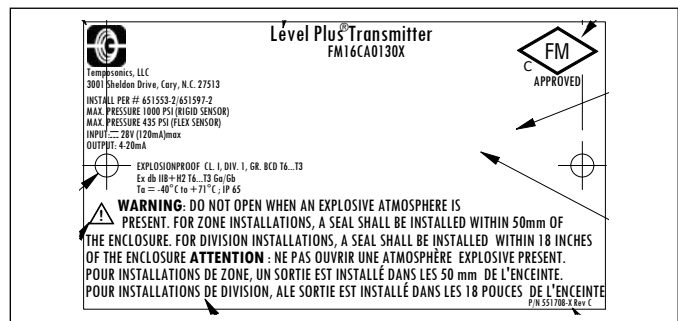 Level Plus® Transmitter
FM16CA0130X
FM
C
APPROVED
Temposonics, LLC
3001 Sheldon Drive, Cary, N.C. 27513
INSTALL PER # 651553-2/651597-2
MAX. PRESSURE 1000 PSI (RIGID SENSOR)
MAX. PRESSURE 435 PSI (FLEX SENSOR)
INPUT: ⎓ 28V (120mA)max
OUTPUT: 4-20mA
EXPLOSIONPROOF CL. I, DIV. 1, GR. BCD T6...T3
Ex db IIB+H2 T6...T3 Ga/Gb
Ta = -40°C to +71°C ; IP 65
WARNING: DO NOT OPEN WHEN AN EXPLOSIVE ATMOSPHERE IS
PRESENT. FOR ZONE INSTALLATIONS, A SEAL SHALL BE INSTALLED WITHIN 50mm OF
THE ENCLOSURE. FOR DIVISION INSTALLATIONS, A SEAL SHALL BE INSTALLED WITHIN 18 INCHES
OF THE ENCLOSURE ATTENTION : NE PAS OUVRIR UNE ATMOSPHÈRE EXPLOSIVE PRESENT.
POUR INSTALLATIONS DE ZONE, UN SORTIE EST INSTALLÉ DANS LES 50 mm DE L'ENCEINTE.
POUR INSTALLATIONS DE DIVISION, ALE SORTIE EST INSTALLÉ DANS LES 18 POUCES DE L'ENCEINTE
P/N 551708-X Rev C